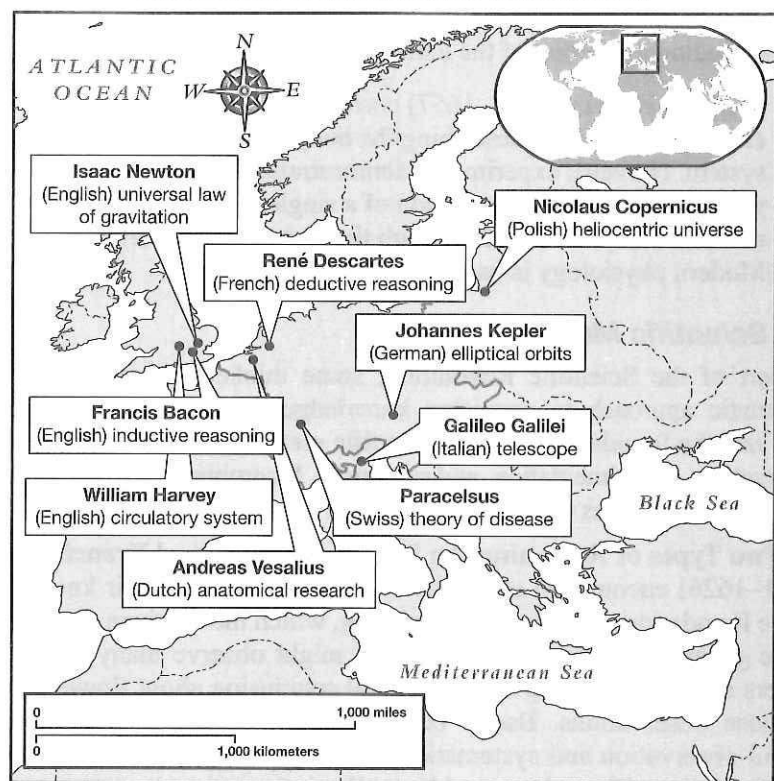 ATLANTIC
OCEAN
N
W
E
S
Isaac Newton
(English) universal law
of gravitation
Nicolaus Copernicus
(Polish) heliocentric universe
René Descartes
(French) deductive reasoning
Johannes Kepler
(German) elliptical orbits
Francis Bacon
(English) inductive reasoning
Galileo Galilei
(Italian) telescope
William Harvey
(English) circulatory system
Paracelsus
(Swiss) theory of disease
Black Sea
Andreas Vesalius
(Dutch) anatomical research
Mediterranean Sea
0
1,000 miles
0
1,000 kilometers